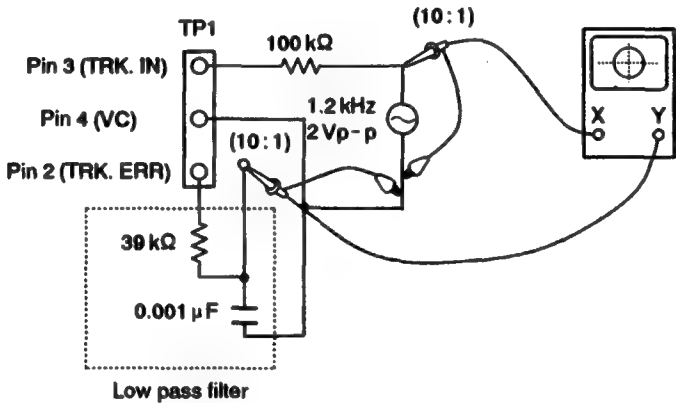 TP1
(10:1)
100 kΩ
Pin 3 (TRK. IN)
1.2 kHz
2 Vp-p
Pin 4 (VC)
(10:1)
X Y
Pin 2 (TRK. ERR)
39 kΩ
0.001 μF
Low pass filter